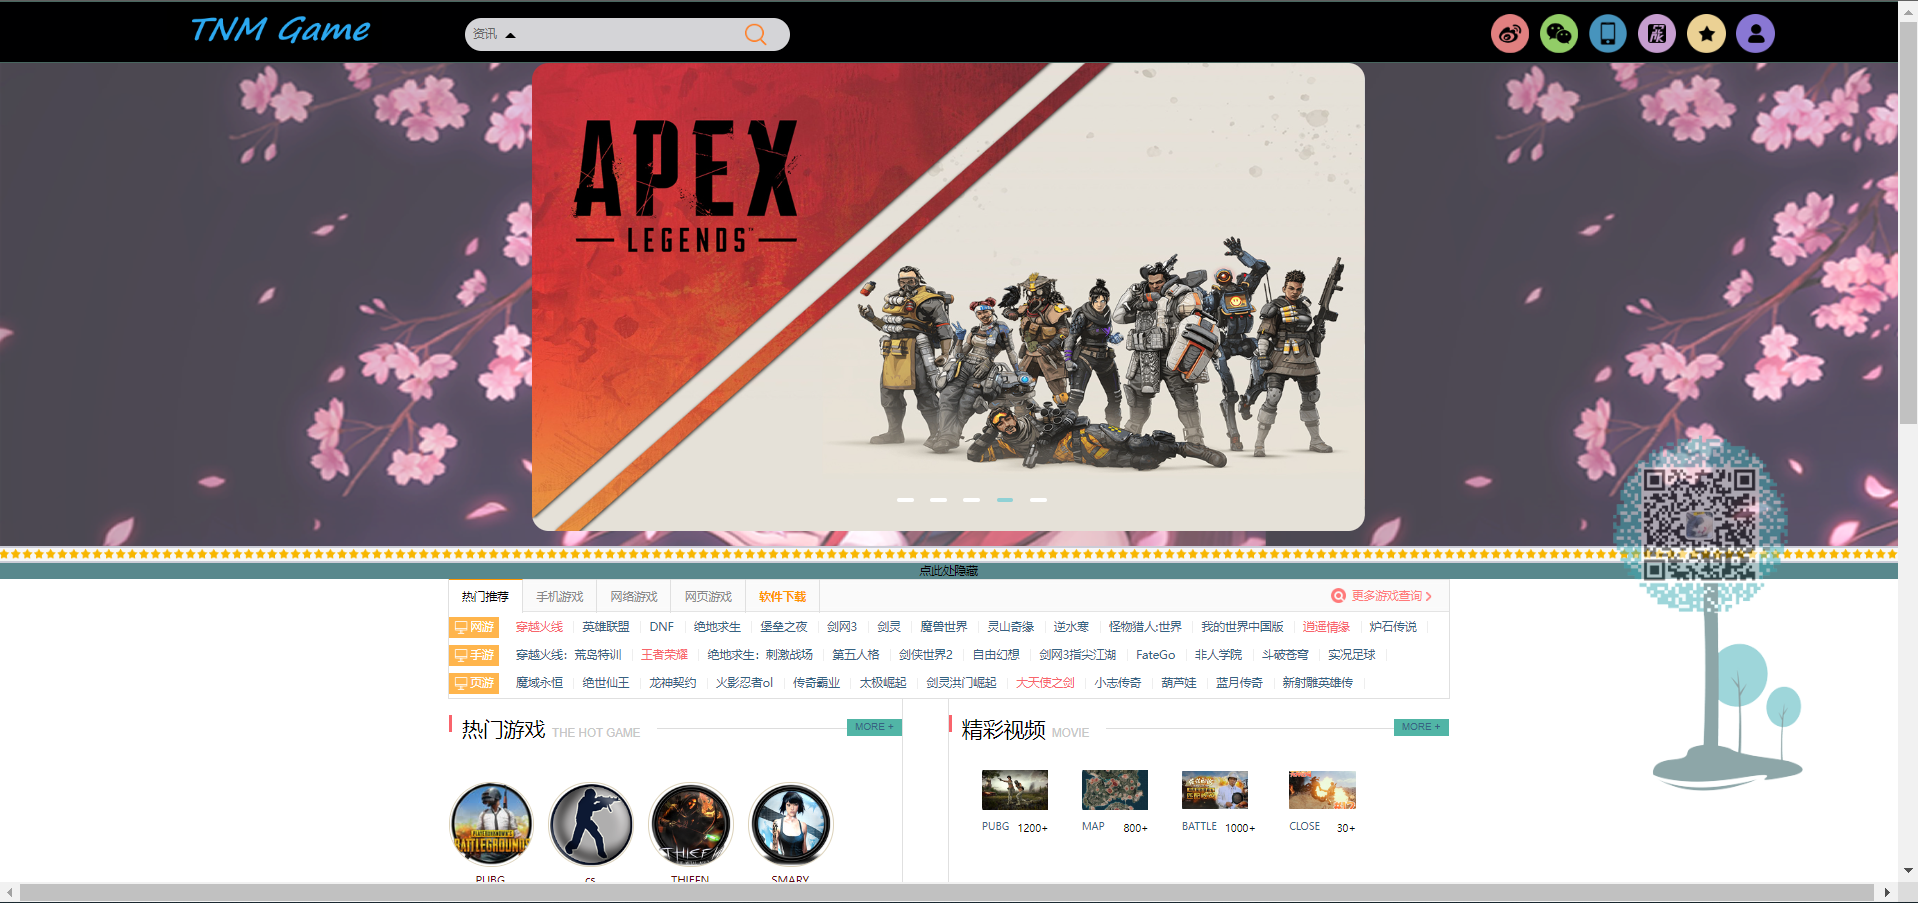 TNM Game
资讯
APEX
LEGENDS™
点此处隐藏
热门推荐 手机游戏 网络游戏 网页游戏 软件下载 更多游戏查询
网游 穿越火线 英雄联盟 DNF 绝地求生 堡垒之夜 剑网3 剑灵 魔兽世界 灵山奇缘 逆水寒 怪物猎人:世界 我的世界中国版 逍遥情缘 炉石传说
手游 穿越火线：荒岛特训 王者荣耀 绝地求生：刺激战场 第五人格 剑侠世界2 自由幻想 剑网3指尖江湖 FateGo 非人学院 斗破苍穹 实况足球
页游 魔域永恒 绝世仙王 龙神契约 火影忍者ol 传奇霸业 太极崛起 剑灵洪门崛起 大天使之剑 小志传奇 葫芦娃 蓝月传奇 新射雕英雄传
热门游戏 THE HOT GAME MORE +
精彩视频 MOVIE MORE +
BATTLEGROUNDS
THIEF
PUBG cs THIEFN SMARY
PUBG 1200+ MAP 800+ BATTLE 1000+ CLOSE 30+